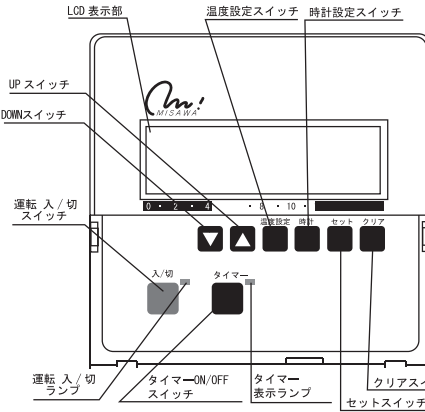 LCD 表示部
温度設定スイッチ
時計設定スイッチ
UP スイッチ
MISAWA
DOWNスイッチ
0 ・ 2 ・ 4 ・ 8 ・ 10 ・
運転 入/切
スイッチ
温度設定 時計 セット クリア
入/切 タイマー
運転 入/切
ランプ
タイマーON/OFF
スイッチ
タイマー
表示ランプ
クリアスイ
セットスイッチ